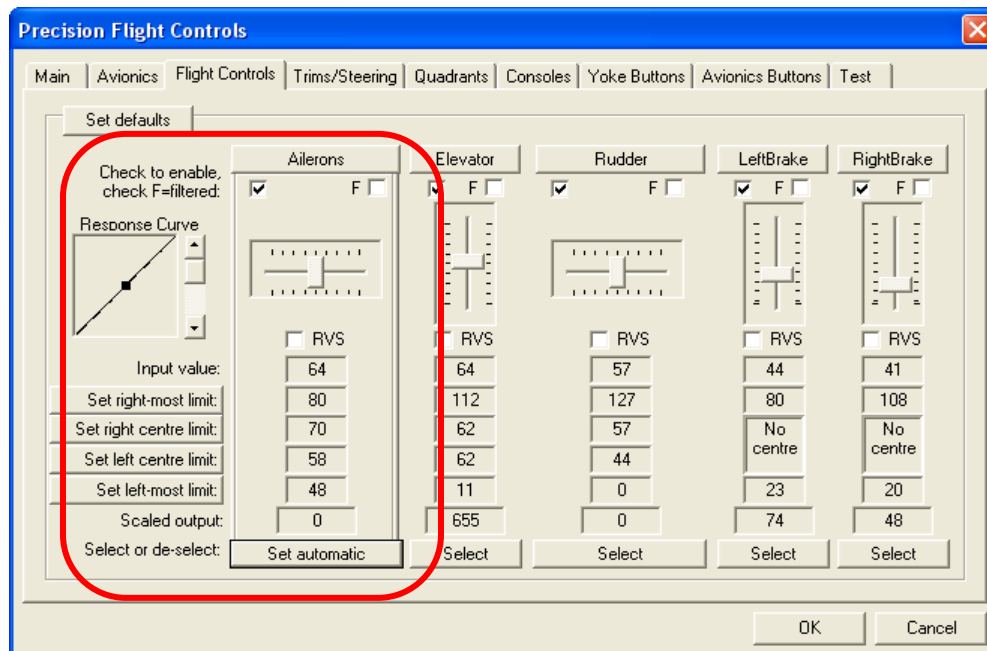 Precision Flight Controls
Main Avionics Flight Controls Trims/Steering Quadrants Consoles Yoke Buttons Avionics Buttons Test
Set defaults
Ailerons Elevator Rudder LeftBrake RightBrake
Check to enable,
check F=filtered: F F F F F
Response Curve
RVS RVS RVS RVS RVS
Input value: 64 64 57 44 41
Set right-most limit: 80 112 127 80 108
Set right centre limit: 70 62 57 No centre No centre
Set left centre limit: 58 62 44
Set left-most limit: 48 11 0 23 20
Scaled output: 0 655 0 74 48
Select or de-select: Set automatic Select Select Select Select
OK Cancel